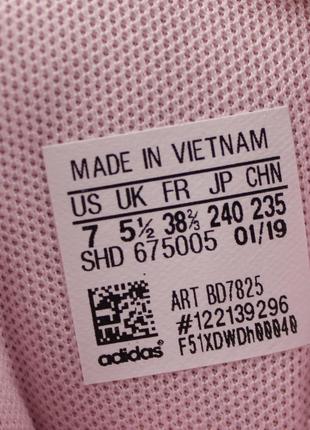 MADE IN VIETNAM
US UK FR JP CHN
7 5½ 38⅔ 240 235
SHD 675005 01/19
ART BD7825
#122139296
F51XDWDh00040
adidas